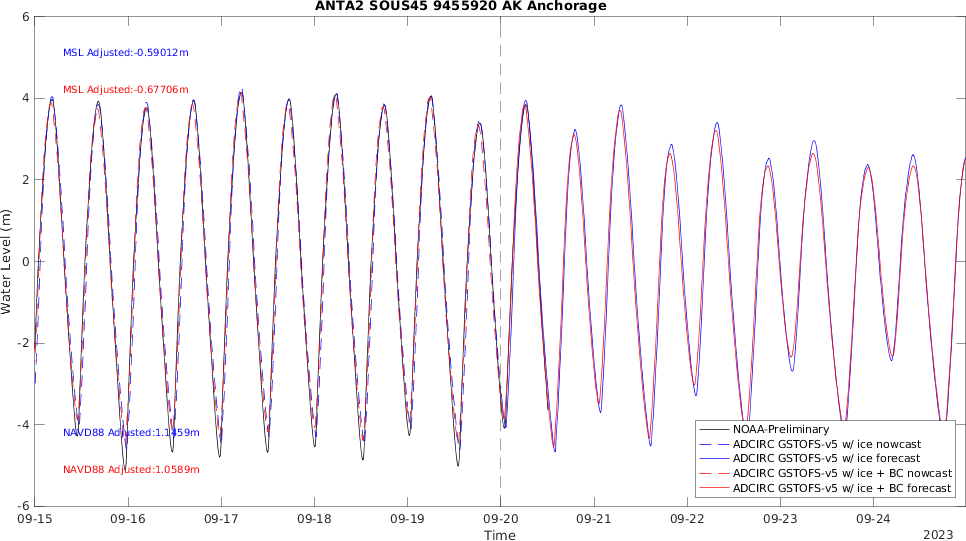 ANTA2 SOUS45 9455920 AK Anchorage
6
MSL Adjusted:-0.59012m
MSL Adjusted:-0.67706m
4
2
0
-2
-4
-6
Water Level (m)
NAVD88 Adjusted:1.1459m
NAVD88 Adjusted:1.0589m
NOAA-Preliminary
ADCIRC GSTOFS-v5 w/ ice nowcast
ADCIRC GSTOFS-v5 w/ ice forecast
ADCIRC GSTOFS-v5 w/ ice + BC nowcast
ADCIRC GSTOFS-v5 w/ ice + BC forecast
09-15 09-16 09-17 09-18 09-19 09-20 09-21 09-22 09-23 09-24
Time
2023